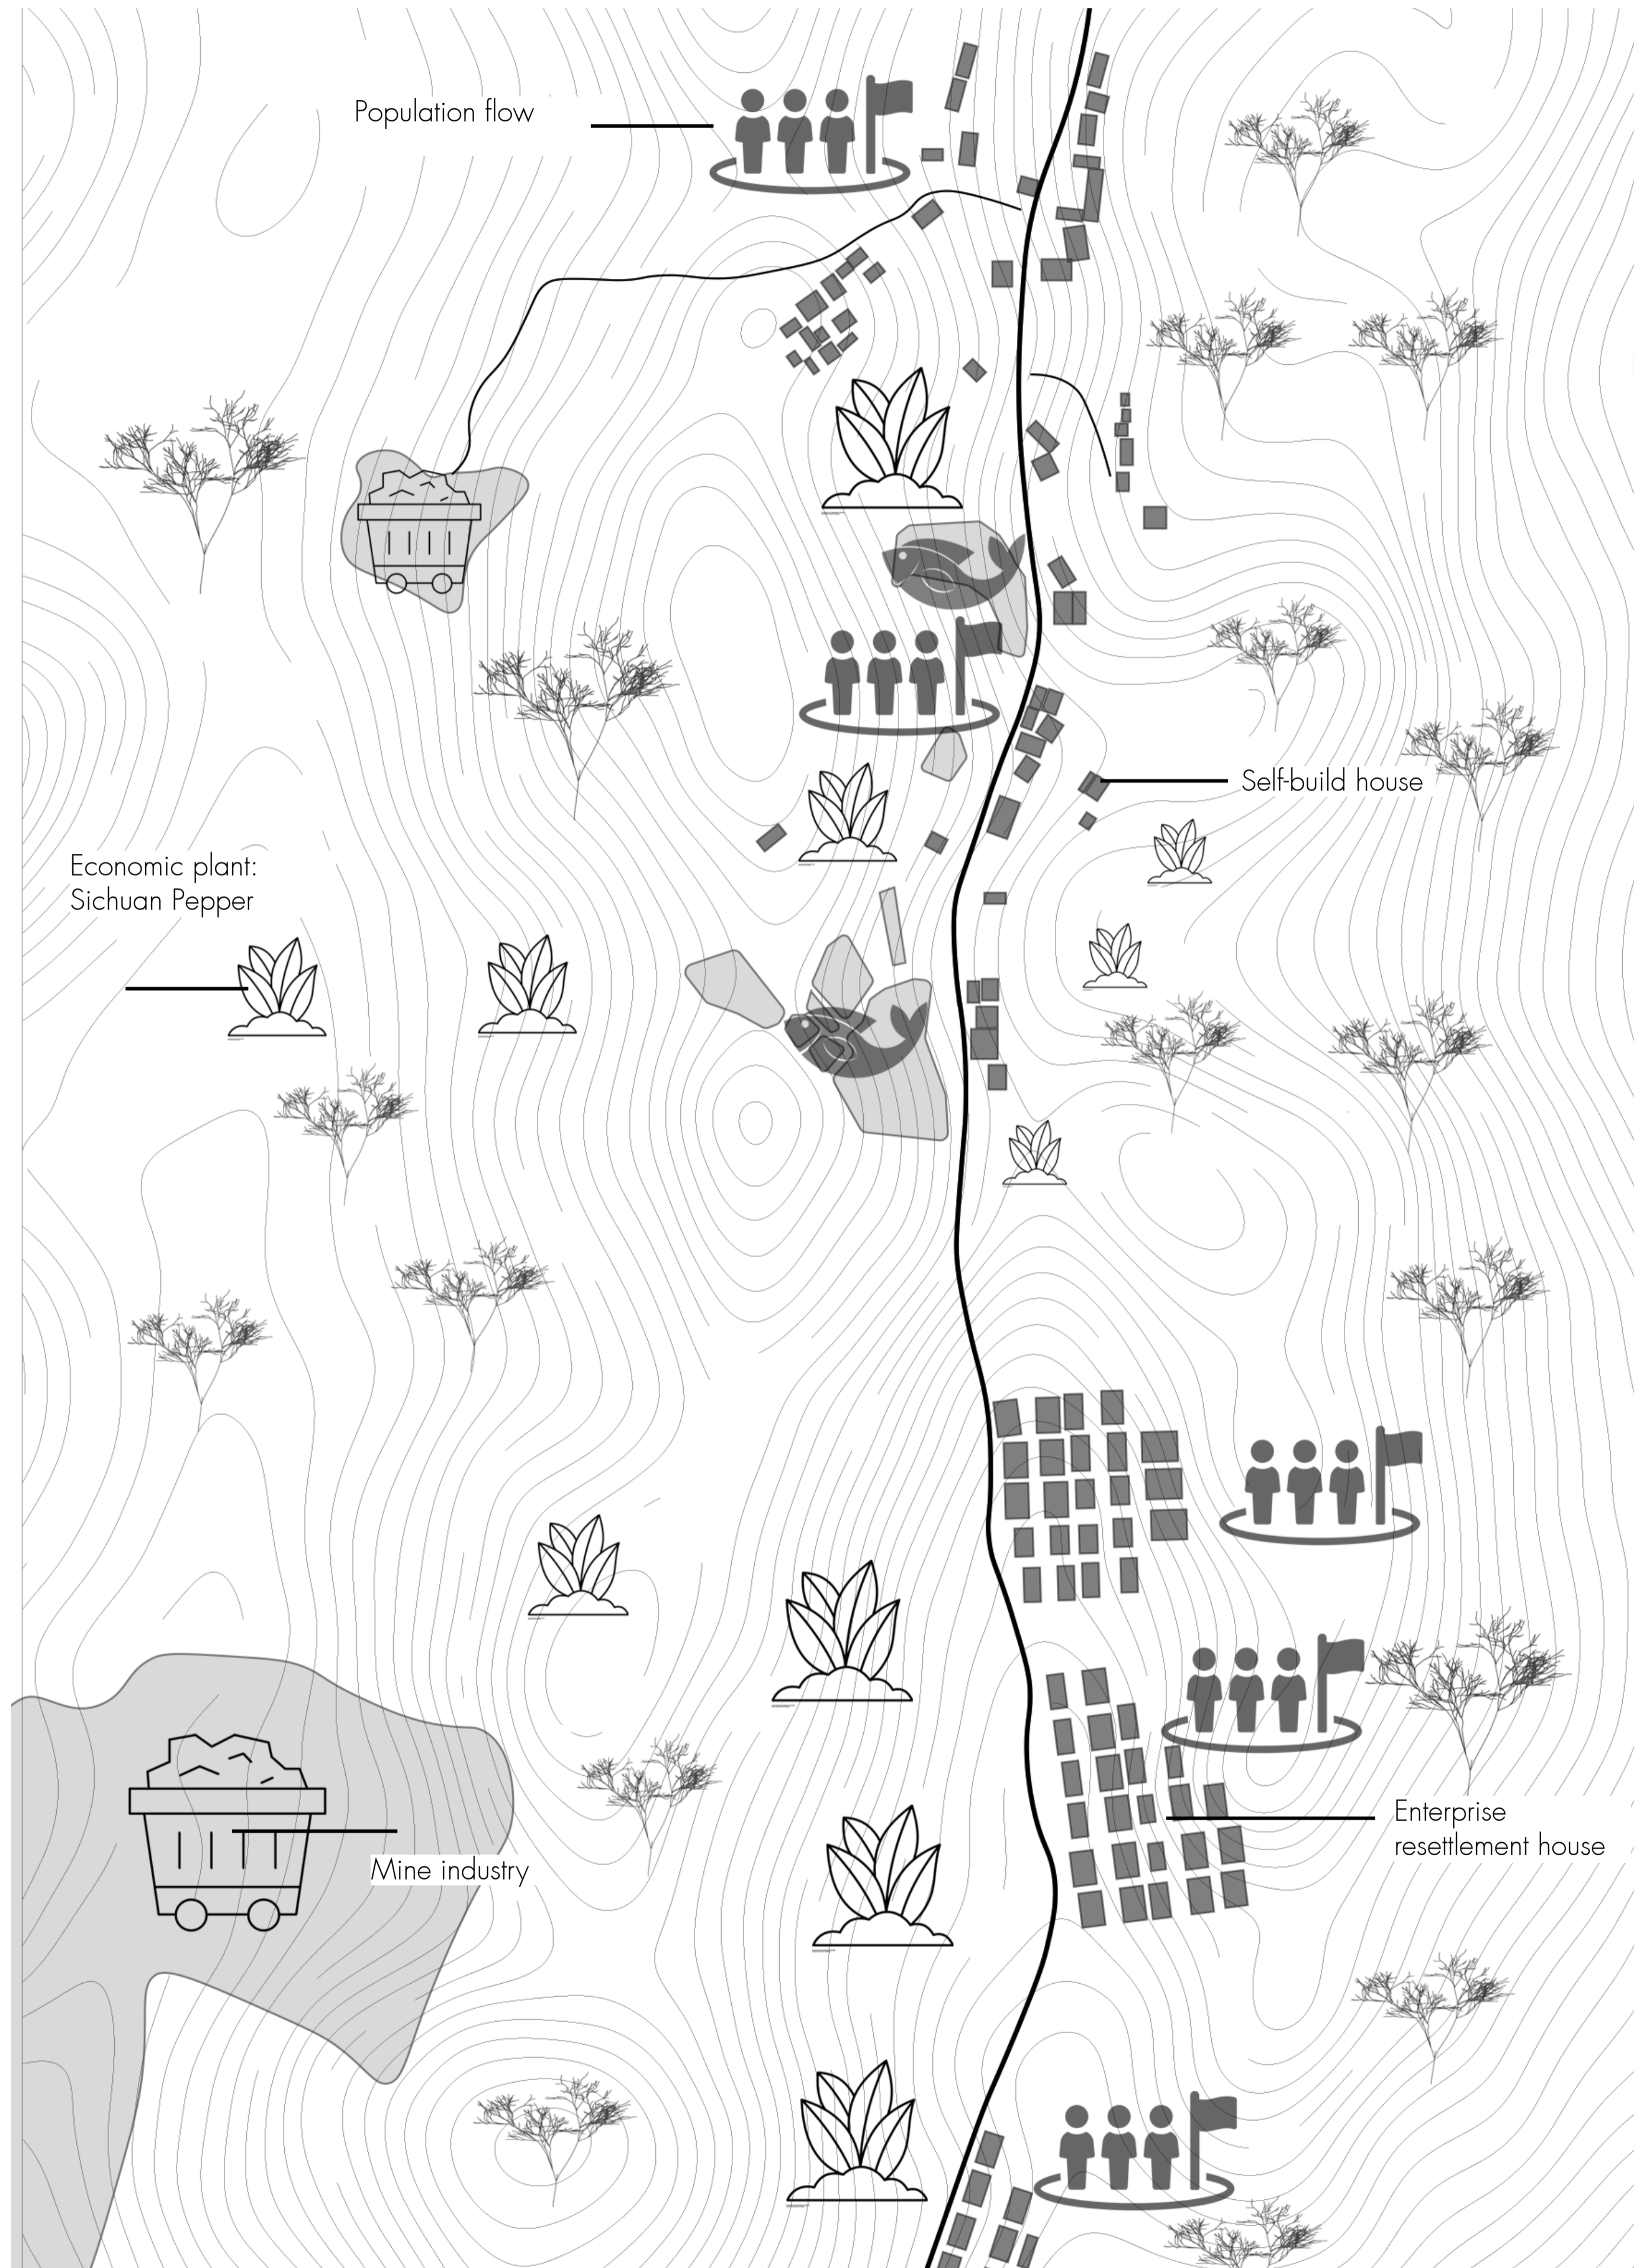 Population flow
Self-build house
Economic plant:
Sichuan Pepper
Enterprise
resettlement house
Mine industry